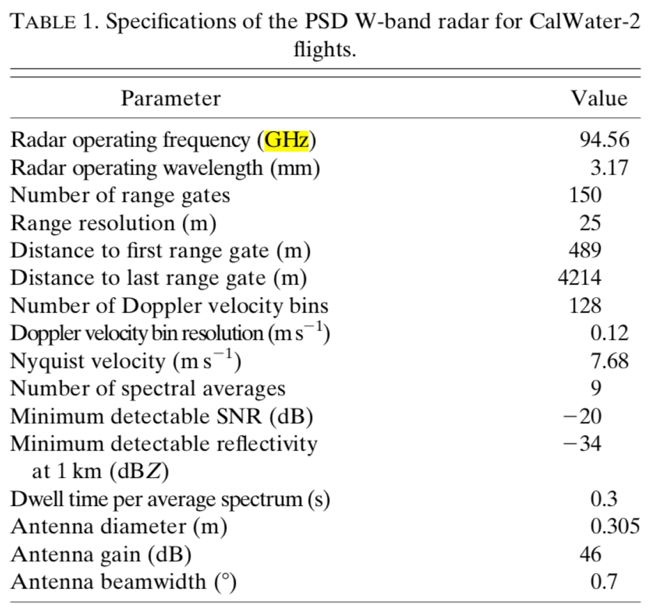 TABLE 1. Specifications of the PSD W-band radar for CalWater-2
flights.
Parameter Value
Radar operating frequency (GHz) 94.56
Radar operating wavelength (mm) 3.17
Number of range gates 150
Range resolution (m) 25
Distance to first range gate (m) 489
Distance to last range gate (m) 4214
Number of Doppler velocity bins 128
Doppler velocity bin resolution (m s⁻¹) 0.12
Nyquist velocity (m s⁻¹) 7.68
Number of spectral averages 9
Minimum detectable SNR (dB) −20
Minimum detectable reflectivity −34
at 1 km (dBZ)
Dwell time per average spectrum (s) 0.3
Antenna diameter (m) 0.305
Antenna gain (dB) 46
Antenna beamwidth (°) 0.7